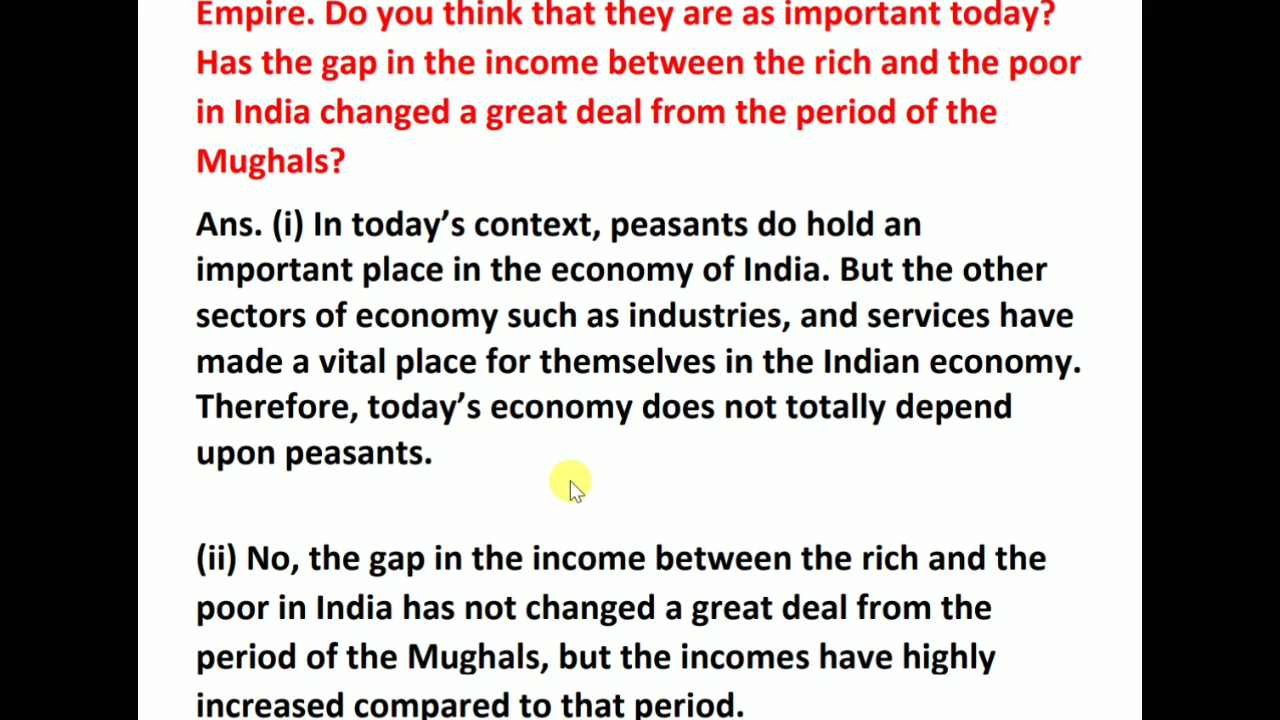 Empire. Do you think that they are as important today?
Has the gap in the income between the rich and the poor
in India changed a great deal from the period of the
Mughals?
Ans. (i) In today’s context, peasants do hold an
important place in the economy of India. But the other
sectors of economy such as industries, and services have
made a vital place for themselves in the Indian economy.
Therefore, today’s economy does not totally depend
upon peasants.
(ii) No, the gap in the income between the rich and the
poor in India has not changed a great deal from the
period of the Mughals, but the incomes have highly
increased compared to that period.